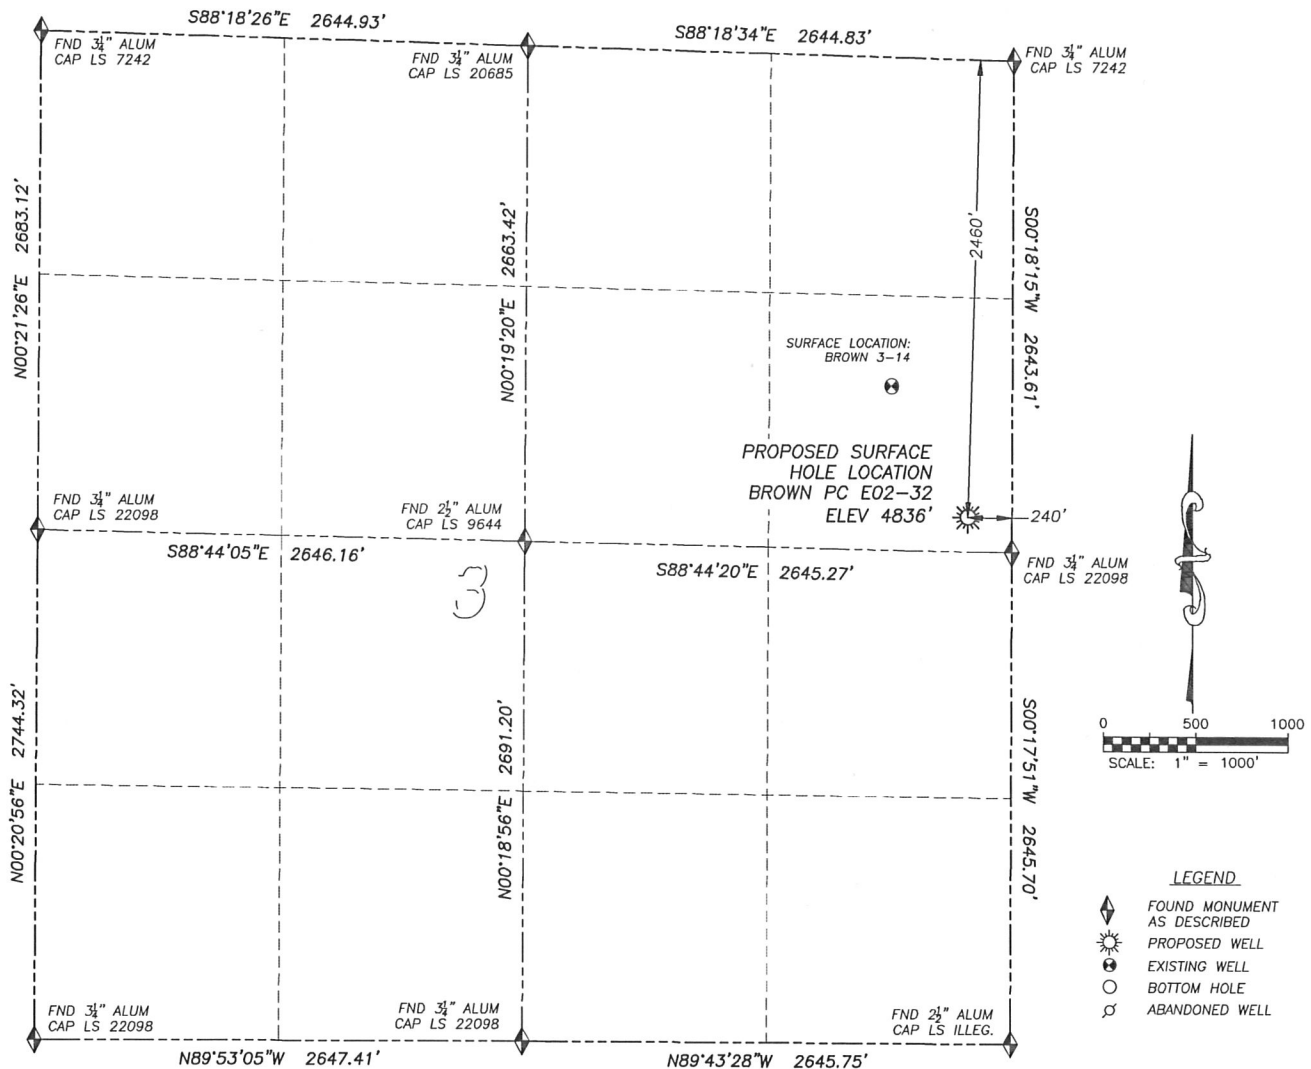 S88°18'26"E 2644.93'
S88°18'34"E 2644.83'
FND 3¼" ALUM
CAP LS 7242
FND 3¼" ALUM
CAP LS 20685
FND 3¼" ALUM
CAP LS 7242
N00°21'26"E 2683.12'
N00°19'20"E 2663.42'
2460'
S00°18'15"W 2643.61'
SURFACE LOCATION:
BROWN 3-14
PROPOSED SURFACE
HOLE LOCATION
BROWN PC E02-32
ELEV 4836'
240'
FND 3¼" ALUM
CAP LS 22098
FND 2½" ALUM
CAP LS 9644
FND 3¼" ALUM
CAP LS 22098
S88°44'05"E 2646.16'
S88°44'20"E 2645.27'
3
N00°20'56"E 2744.32'
N00°18'56"E 2691.20'
S00°17'51"W 2645.70'
0 500 1000
SCALE: 1" = 1000'
LEGEND
FOUND MONUMENT
AS DESCRIBED
PROPOSED WELL
EXISTING WELL
BOTTOM HOLE
ABANDONED WELL
FND 3¼" ALUM
CAP LS 22098
FND 3¼" ALUM
CAP LS 22098
FND 2½" ALUM
CAP LS ILLEG.
N89°53'05"W 2647.41'
N89°43'28"W 2645.75'